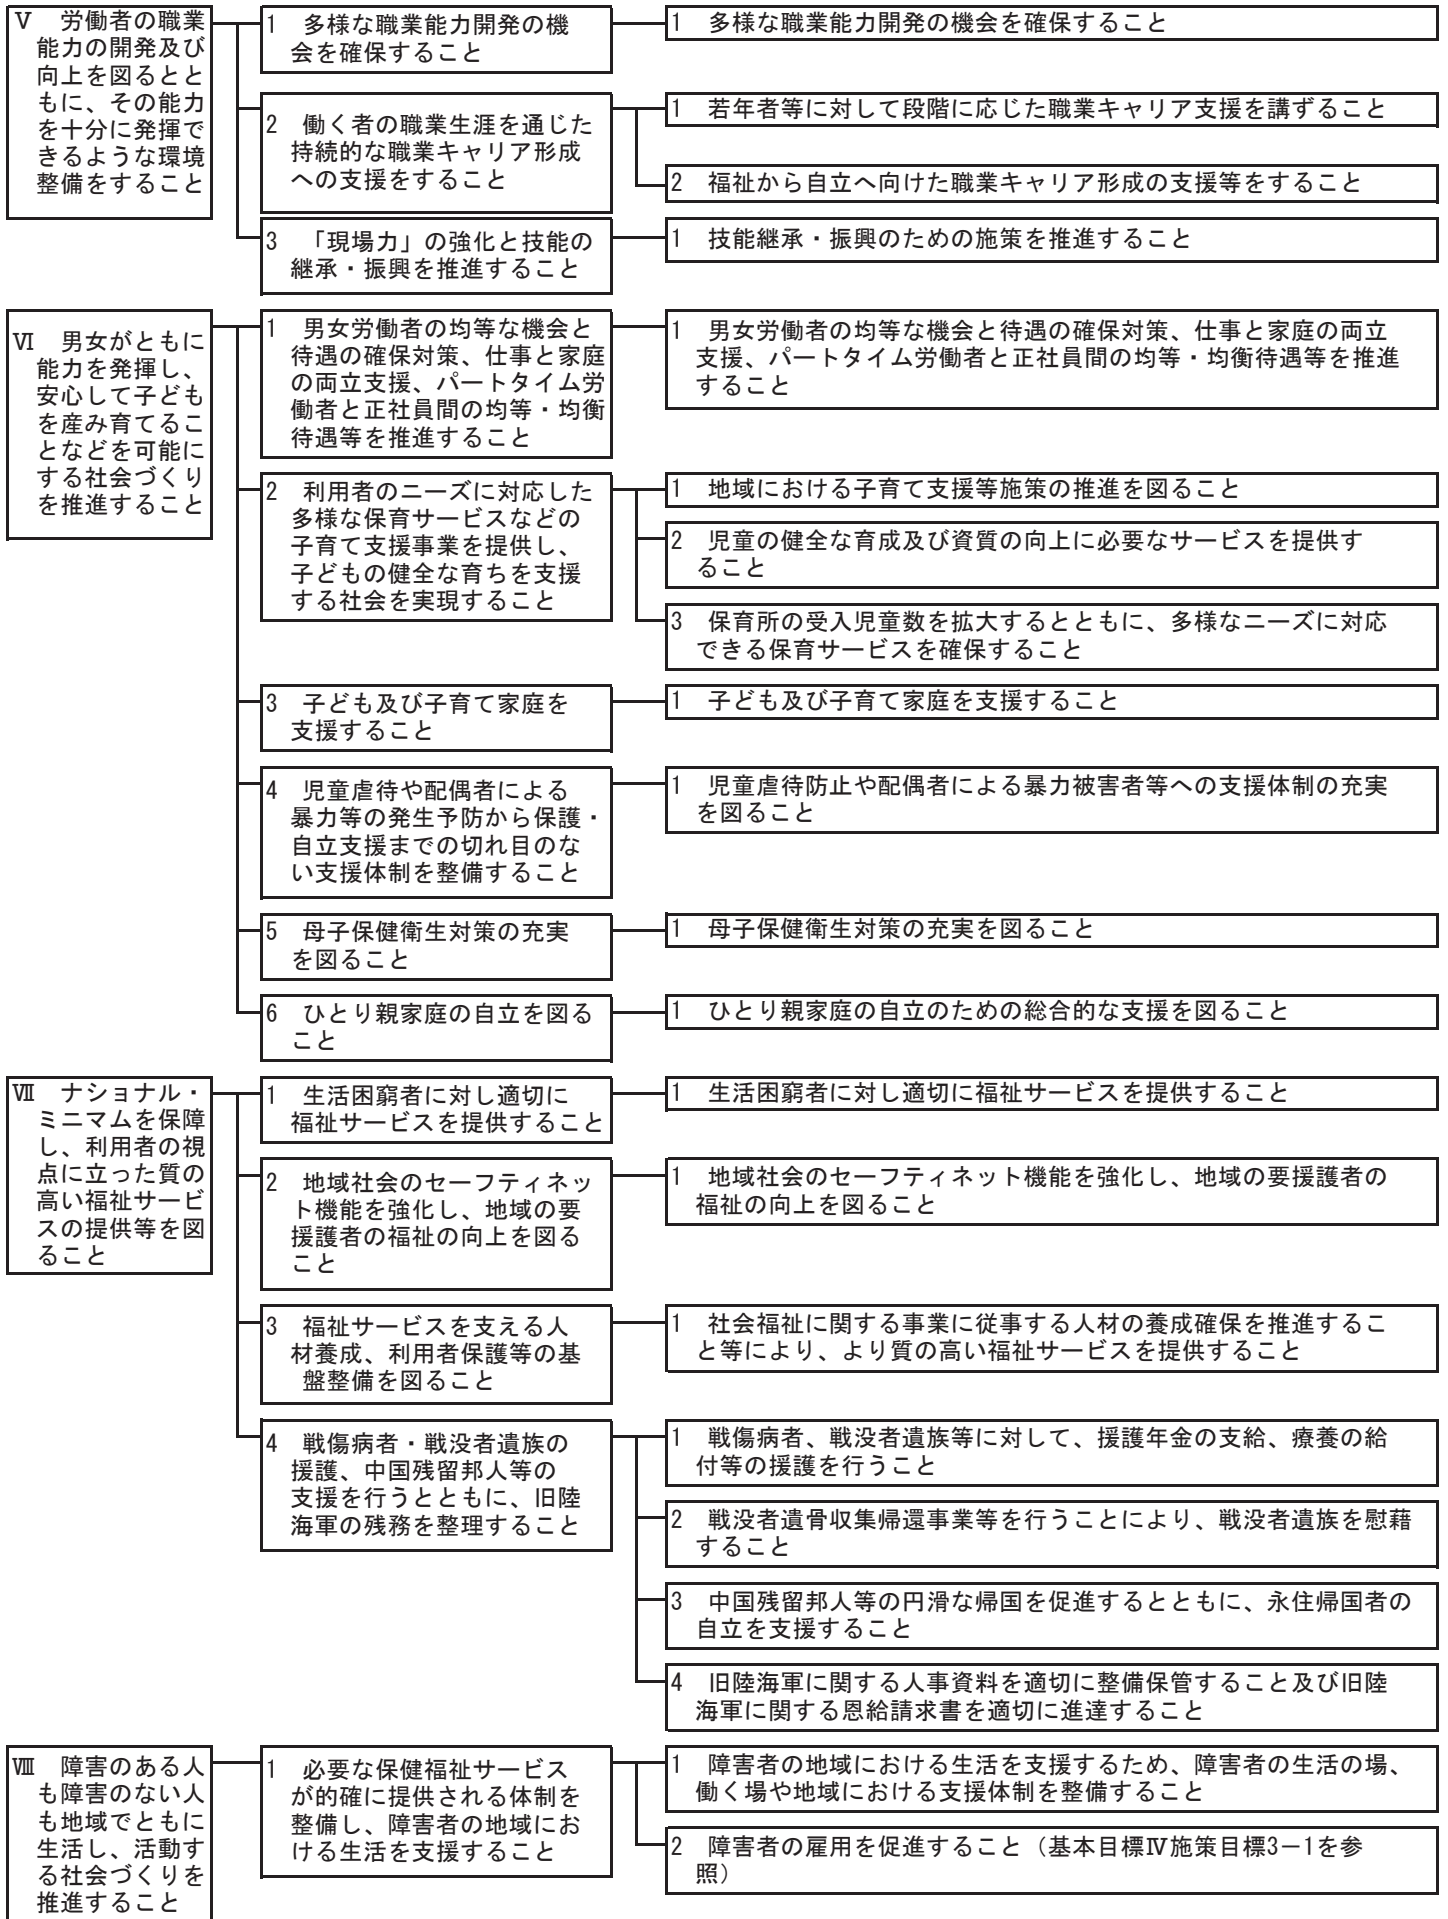 Ⅴ　労働者の職業
能力の開発及び
向上を図るとと
もに、その能力
を十分に発揮で
きるような環境
整備をすること
1　多様な職業能力開発の機
会を確保すること
1　多様な職業能力開発の機会を確保すること
2　働く者の職業生涯を通じた
持続的な職業キャリア形成
への支援をすること
1　若年者等に対して段階に応じた職業キャリア支援を講ずること
2　福祉から自立へ向けた職業キャリア形成の支援等をすること
3　「現場力」の強化と技能の
継承・振興を推進すること
1　技能継承・振興のための施策を推進すること
Ⅵ　男女がともに
能力を発揮し、
安心して子ども
を産み育てるこ
となどを可能に
する社会づくり
を推進すること
1　男女労働者の均等な機会と
待遇の確保対策、仕事と家庭
の両立支援、パートタイム労
働者と正社員間の均等・均衡
待遇等を推進すること
1　男女労働者の均等な機会と待遇の確保対策、仕事と家庭の両立
支援、パートタイム労働者と正社員間の均等・均衡待遇等を推進
すること
2　利用者のニーズに対応した
多様な保育サービスなどの
子育て支援事業を提供し、
子どもの健全な育ちを支援
する社会を実現すること
1　地域における子育て支援等施策の推進を図ること
2　児童の健全な育成及び資質の向上に必要なサービスを提供す
ること
3　保育所の受入児童数を拡大するとともに、多様なニーズに対応
できる保育サービスを確保すること
3　子ども及び子育て家庭を
支援すること
1　子ども及び子育て家庭を支援すること
4　児童虐待や配偶者による
暴力等の発生予防から保護・
自立支援までの切れ目のな
い支援体制を整備すること
1　児童虐待防止や配偶者による暴力被害者等への支援体制の充実
を図ること
5　母子保健衛生対策の充実
を図ること
1　母子保健衛生対策の充実を図ること
6　ひとり親家庭の自立を図る
こと
1　ひとり親家庭の自立のための総合的な支援を図ること
Ⅶ　ナショナル・
ミニマムを保障
し、利用者の視
点に立った質の
高い福祉サービ
スの提供等を図
ること
1　生活困窮者に対し適切に
福祉サービスを提供すること
1　生活困窮者に対し適切に福祉サービスを提供すること
2　地域社会のセーフティネッ
ト機能を強化し、地域の要
援護者の福祉の向上を図る
こと
1　地域社会のセーフティネット機能を強化し、地域の要援護者の
福祉の向上を図ること
3　福祉サービスを支える人
材養成、利用者保護等の基
盤整備を図ること
1　社会福祉に関する事業に従事する人材の養成確保を推進するこ
と等により、より質の高い福祉サービスを提供すること
4　戦傷病者・戦没者遺族の
援護、中国残留邦人等の
支援を行うとともに、旧陸
海軍の残務を整理すること
1　戦傷病者、戦没者遺族等に対して、援護年金の支給、療養の給
付等の援護を行うこと
2　戦没者遺骨収集帰還事業等を行うことにより、戦没者遺族を慰藉
すること
3　中国残留邦人等の円滑な帰国を促進するとともに、永住帰国者の
自立を支援すること
4　旧陸海軍に関する人事資料を適切に整備保管すること及び旧陸
海軍に関する恩給請求書を適切に進達すること
Ⅷ　障害のある人
も障害のない人
も地域でともに
生活し、活動す
る社会づくりを
推進すること
1　必要な保健福祉サービス
が的確に提供される体制を
整備し、障害者の地域にお
ける生活を支援すること
1　障害者の地域における生活を支援するため、障害者の生活の場、
働く場や地域における支援体制を整備すること
2　障害者の雇用を促進すること（基本目標Ⅳ施策目標3－1を参
照）